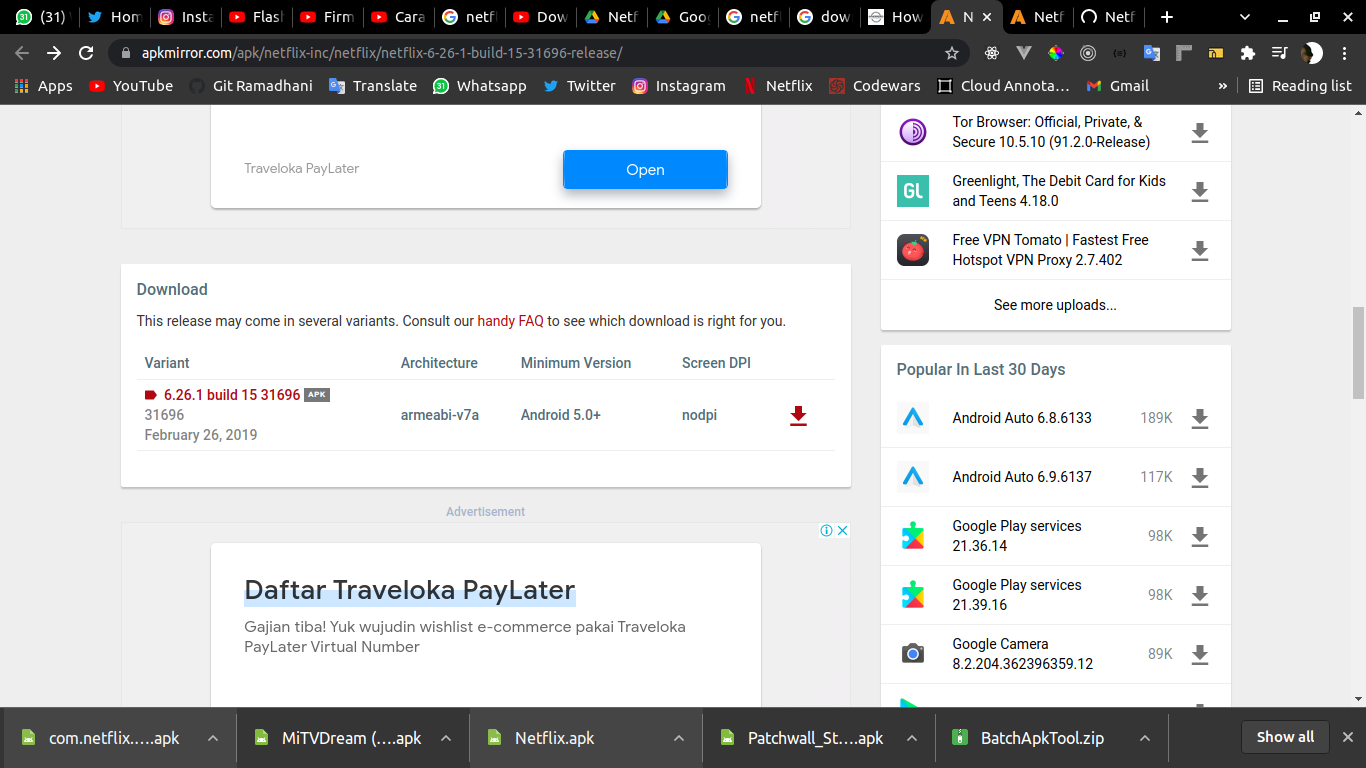 (31)
Hom
Insta
Flash
Firm
Cara
netfl
Dow
Netf
Goog
netfl
dow
How
N
Netf
Netf
apkmirror.com/apk/netflix-inc/netflix/netflix-6-26-1-build-15-31696-release/
Apps
YouTube
Git Ramadhani
Translate
Whatsapp
Twitter
Instagram
Netflix
Codewars
Cloud Annota…
Gmail
»
Reading list
Traveloka PayLater
Open
Download
This release may come in several variants. Consult our handy FAQ to see which download is right for you.
Variant Architecture Minimum Version Screen DPI
6.26.1 build 15 31696 APK
31696 armeabi-v7a Android 5.0+ nodpi
February 26, 2019
Advertisement
Daftar Traveloka PayLater
Gajian tiba! Yuk wujudin wishlist e-commerce pakai Traveloka
PayLater Virtual Number
Tor Browser: Official, Private, &
Secure 10.5.10 (91.2.0-Release)
GL
Greenlight, The Debit Card for Kids
and Teens 4.18.0
Free VPN Tomato | Fastest Free
Hotspot VPN Proxy 2.7.402
See more uploads...
Popular In Last 30 Days
Android Auto 6.8.6133 189K
Android Auto 6.9.6137 117K
Google Play services
21.36.14 98K
Google Play services
21.39.16 98K
Google Camera
8.2.204.362396359.12 89K
com.netflix.….apk
MiTVDream (….apk
Netflix.apk
Patchwall_St….apk
BatchApkTool.zip
Show all